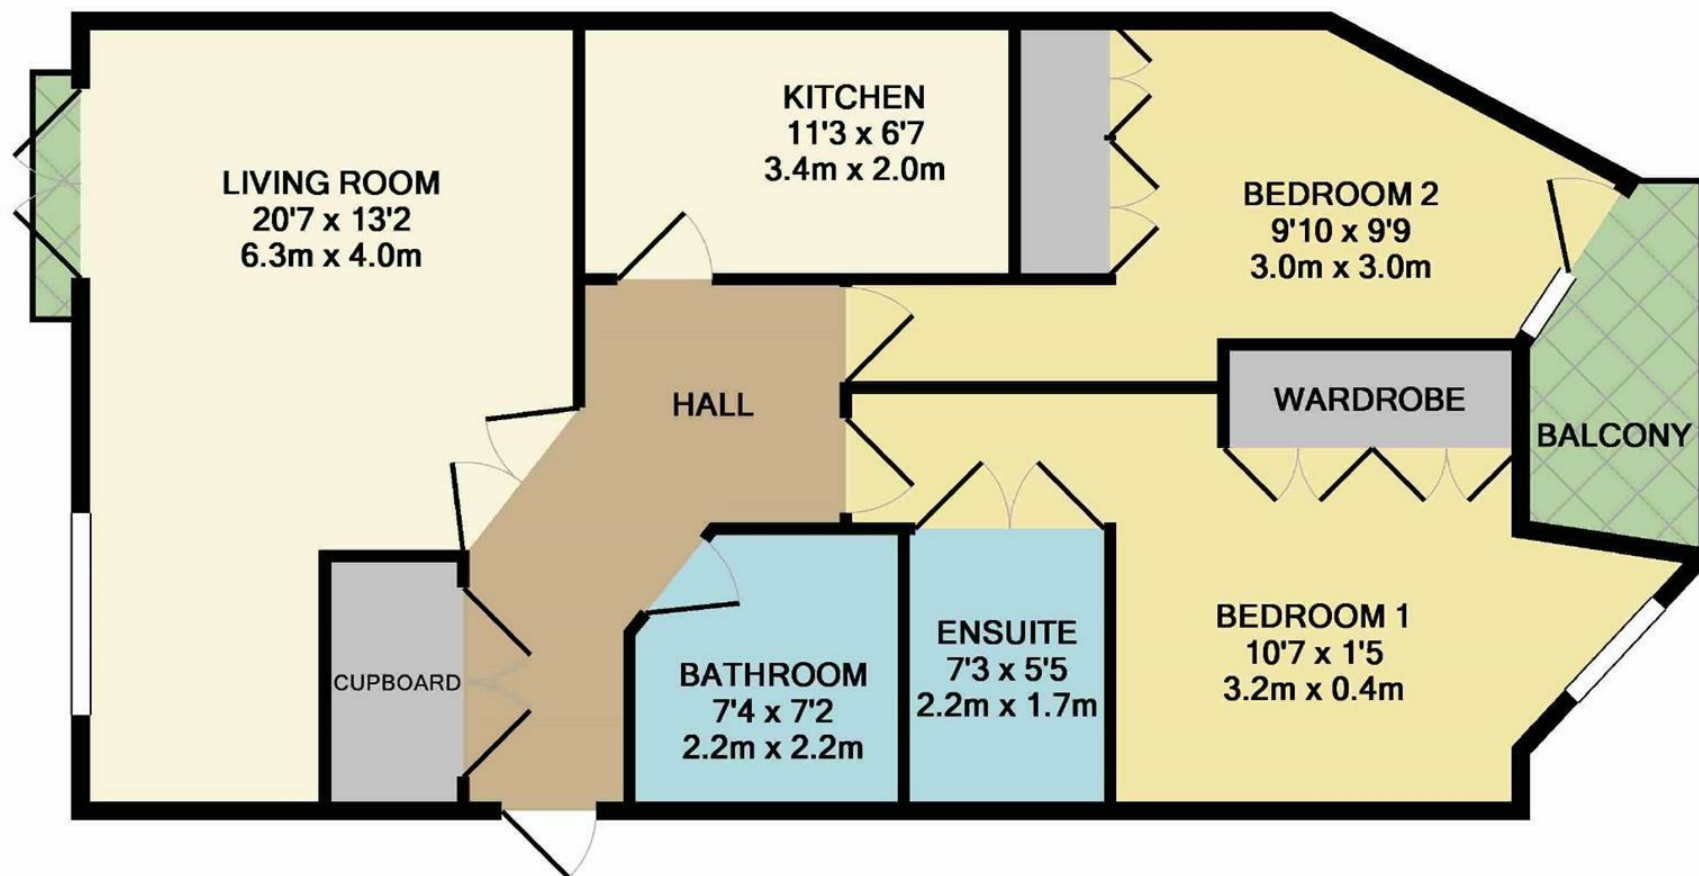 KITCHEN
11'3 x 6'7
3.4m x 2.0m
LIVING ROOM
20'7 x 13'2
6.3m x 4.0m
BEDROOM 2
9'10 x 9'9
3.0m x 3.0m
HALL
WARDROBE
BALCONY
CUPBOARD
BATHROOM
7'4 x 7'2
2.2m x 2.2m
ENSUITE
7'3 x 5'5
2.2m x 1.7m
BEDROOM 1
10'7 x 1'5
3.2m x 0.4m